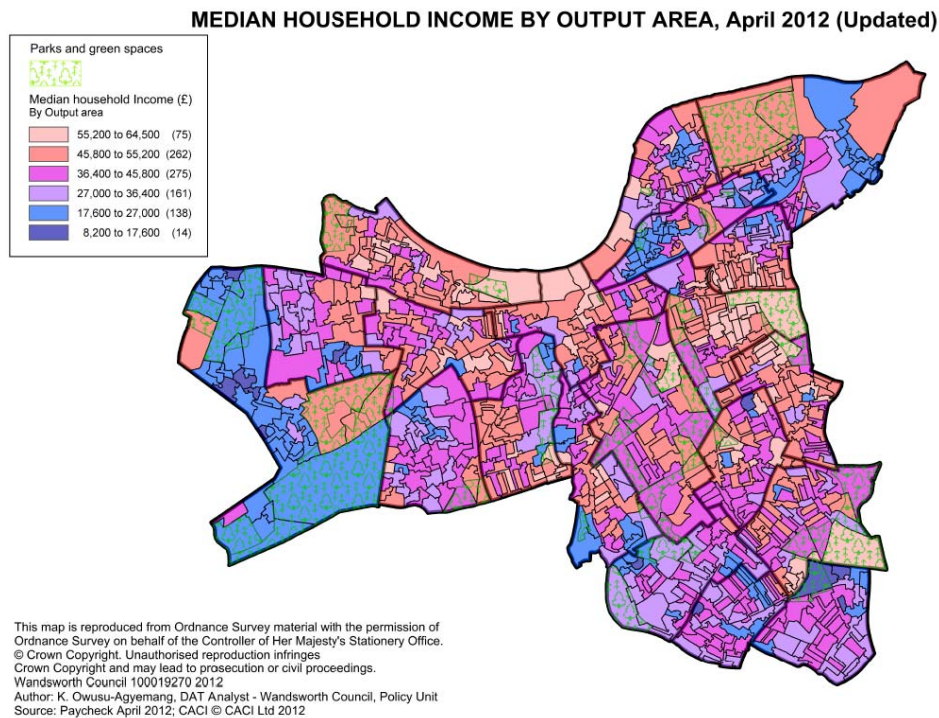 MEDIAN HOUSEHOLD INCOME BY OUTPUT AREA, April 2012 (Updated)
Parks and green spaces
Median household Income (£)
By Output area
55,200 to 64,500 (75)
45,800 to 55,200 (262)
36,400 to 45,800 (275)
27,000 to 36,400 (161)
17,600 to 27,000 (138)
8,200 to 17,600 (14)
This map is reproduced from Ordnance Survey material with the permission of
Ordnance Survey on behalf of the Controller of Her Majesty's Stationery Office.
© Crown Copyright. Unauthorised reproduction infringes
Crown Copyright and may lead to prosecution or civil proceedings.
Wandsworth Council 100019270 2012
Author: K. Owusu-Agyemang, DAT Analyst - Wandsworth Council, Policy Unit
Source: Paycheck April 2012; CACI © CACI Ltd 2012